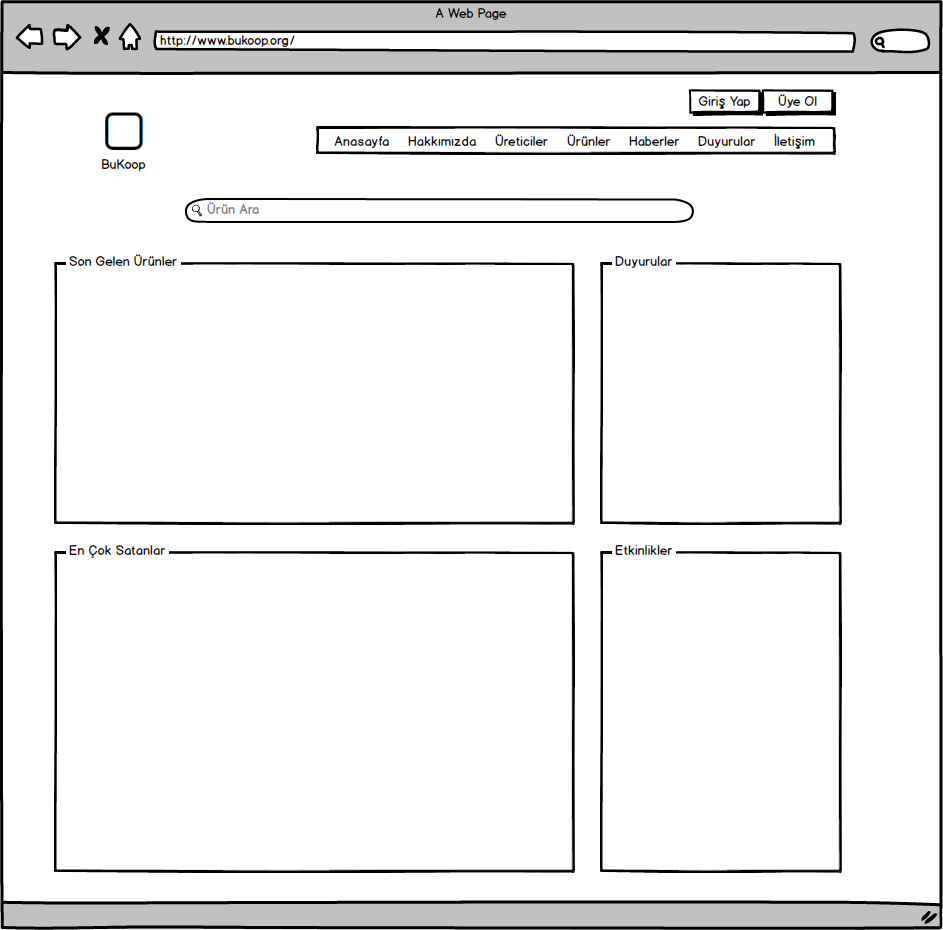 A Web Page
http://www.bukoop.org/
Giriş Yap Üye Ol
BuKoop
Anasayfa Hakkımızda Üreticiler Ürünler Haberler Duyurular İletişim
Ürün Ara
Son Gelen Ürünler
Duyurular
En Çok Satanlar
Etkinlikler